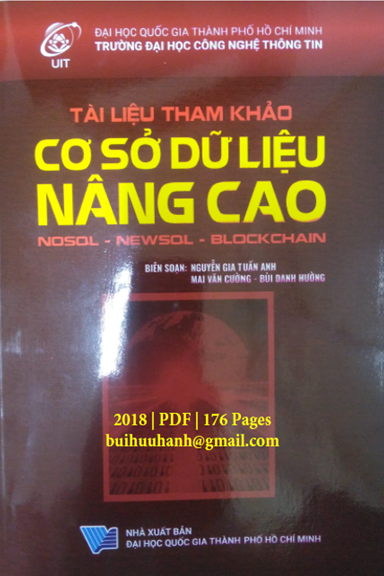 ĐẠI HỌC QUỐC GIA THÀNH PHỐ HỒ CHÍ MINH
TRƯỜNG ĐẠI HỌC CÔNG NGHỆ THÔNG TIN
UIT
TÀI LIỆU THAM KHẢO
CƠ SỞ DỮ LIỆU
NÂNG CAO
NOSQL - NEWSQL - BLOCKCHAIN
BIÊN SOẠN: NGUYỄN GIA TUẤN ANH
MAI VĂN CƯỜNG - BÙI DANH HƯỜNG
2018 | PDF | 176 Pages
buihuuhanh@gmail.com
NHÀ XUẤT BẢN
ĐẠI HỌC QUỐC GIA THÀNH PHỐ HỒ CHÍ MINH